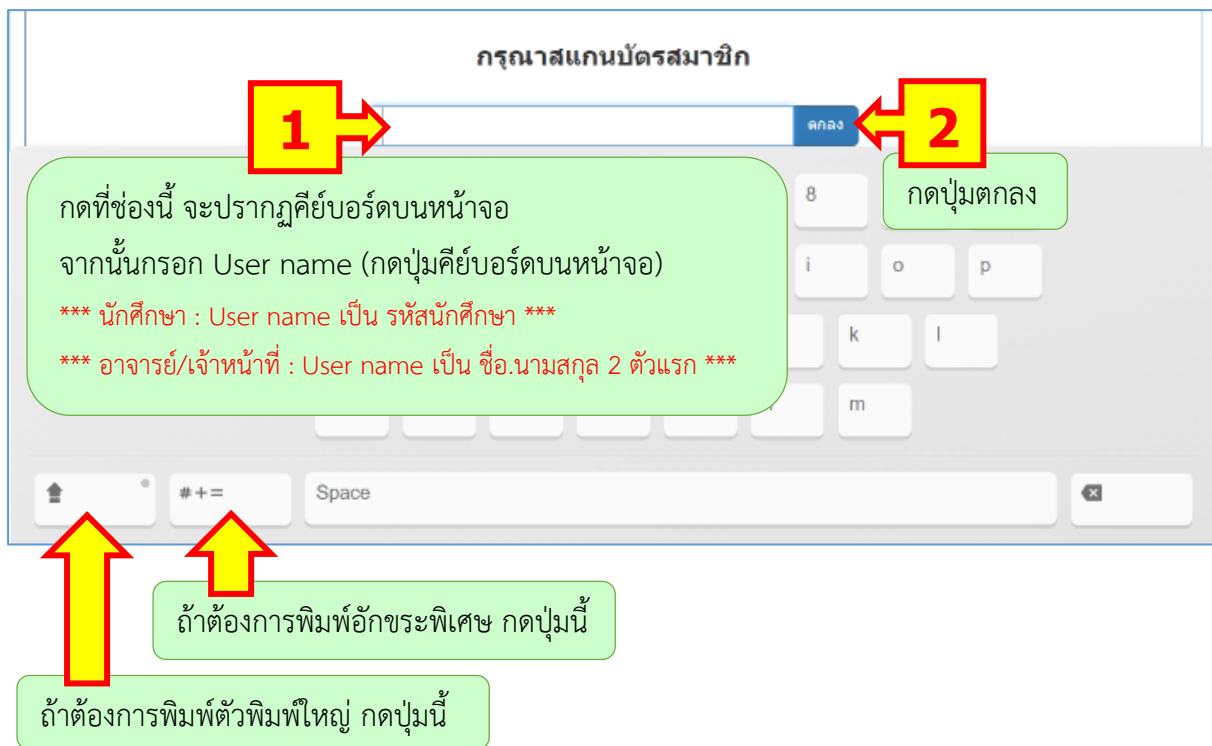 กรุณาสแกนบัตรสมาชิก
1
ตกลง
2
กดที่ช่องนี้ จะปรากฏคีย์บอร์ดบนหน้าจอ
จากนั้นกรอก User name (กดปุ่มคีย์บอร์ดบนหน้าจอ)
*** นักศึกษา : User name เป็น รหัสนักศึกษา ***
*** อาจารย์/เจ้าหน้าที่ : User name เป็น ชื่อ.นามสกุล 2 ตัวแรก ***
กดปุ่มตกลง
8
i o p
k l
m
#+= Space
ถ้าต้องการพิมพ์อักขระพิเศษ กดปุ่มนี้
ถ้าต้องการพิมพ์ตัวพิมพ์ใหญ่ กดปุ่มนี้